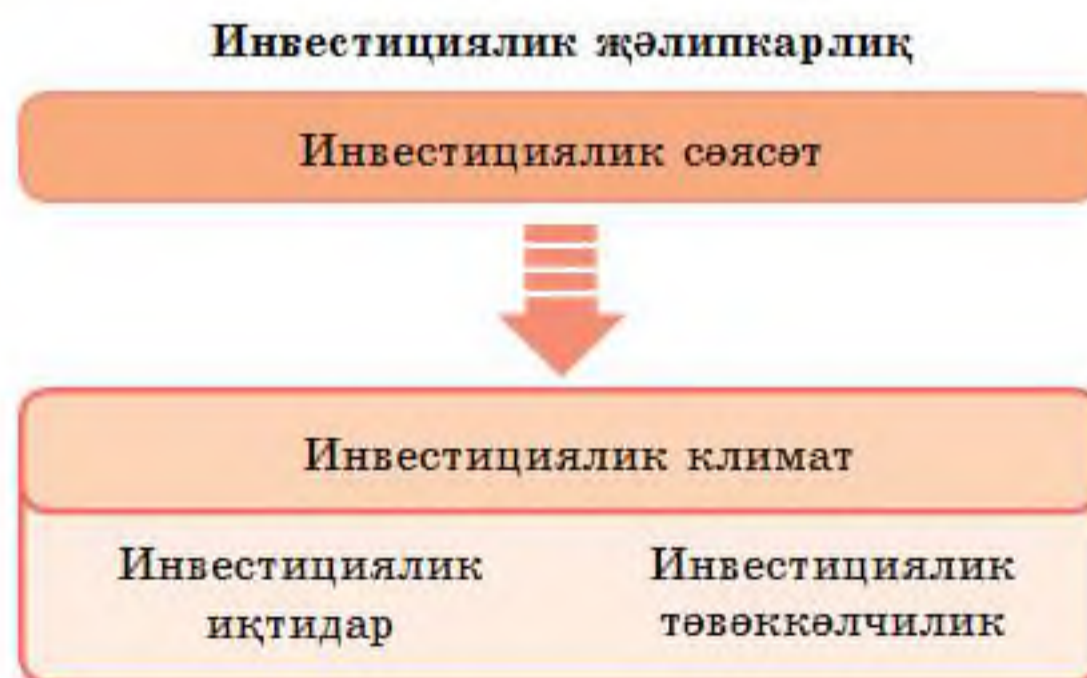 Инвестициялик җәлипкарлиқ
Инвестициялик сәясәт
Инвестициялик климат
Инвестициялик
иқтидар
Инвестициялик
тәвәккәлчилик